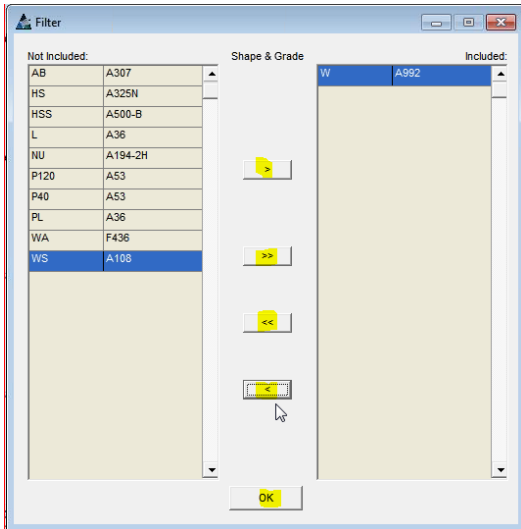 Filter
Not Included: Shape & Grade Included:
AB A307
HS A325N
HSS A500-B
L A36
NU A194-2H
P120 A53
P40 A53
PL A36
WA F436
WS A108
W A992
>
>>
<<
<
OK